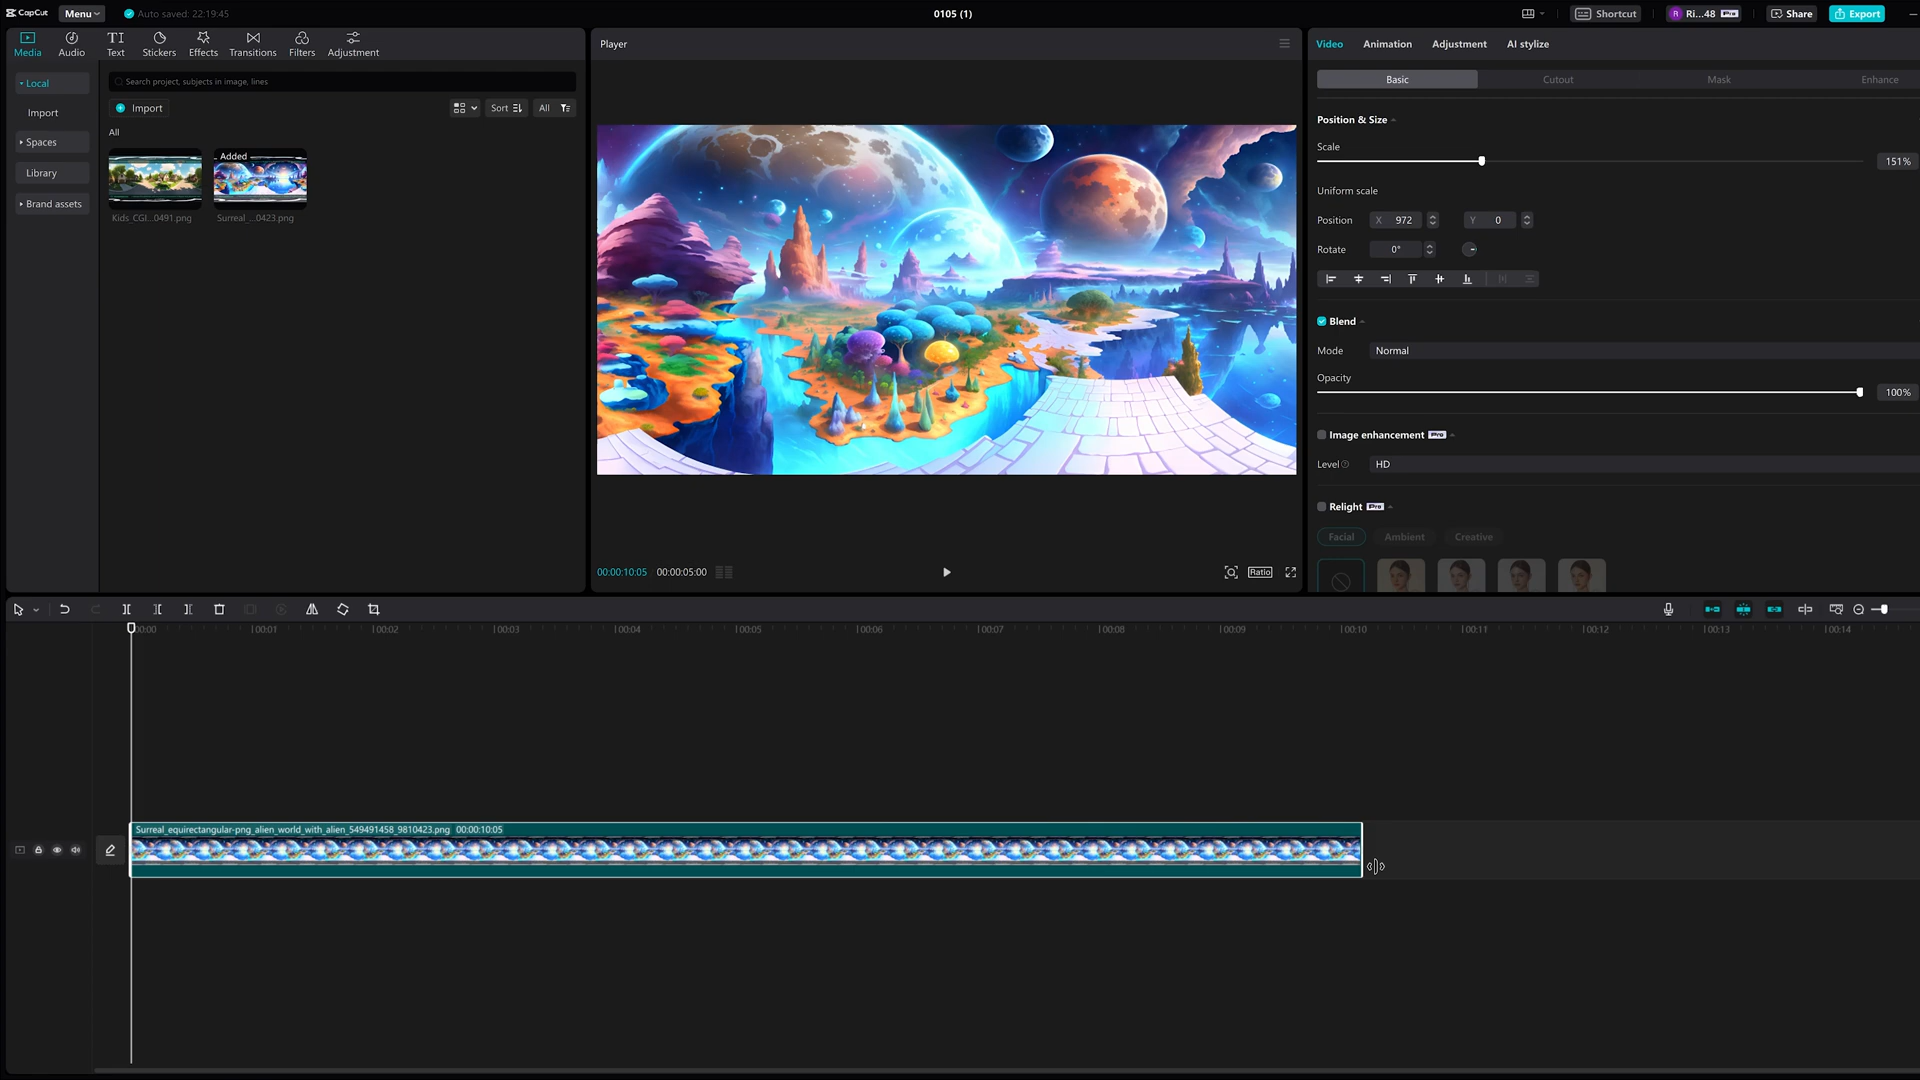 CapCut Menu Auto saved: 22:19:45 0105 (1) Shortcut R Ri...48 Pro Share Export
Media Audio Text Stickers Effects Transitions Filters Adjustment
Local
Import
Spaces
Library
Brand assets
Search project, subjects in image, lines
Import Sort All
All
Added
Kids_CGI...0491.png Surreal_...0423.png
Player
00:00:10:05 00:00:05:00 Ratio
Video Animation Adjustment AI stylize
Basic Cutout Mask Enhance
Position & Size
Scale
151%
Uniform scale
Position X 972 Y 0
Rotate 0°
Blend
Mode Normal
Opacity
100%
Image enhancement Pro
Level HD
Relight Pro
Facial Ambient Creative
00:00 00:01 00:02 00:03 00:04 00:05 00:06 00:07 00:08 00:09 00:10 00:11 00:12 00:13 00:14
Surreal_equirectangular-png_alien_world_with_alien_549491458_9810423.png 00:00:10:05